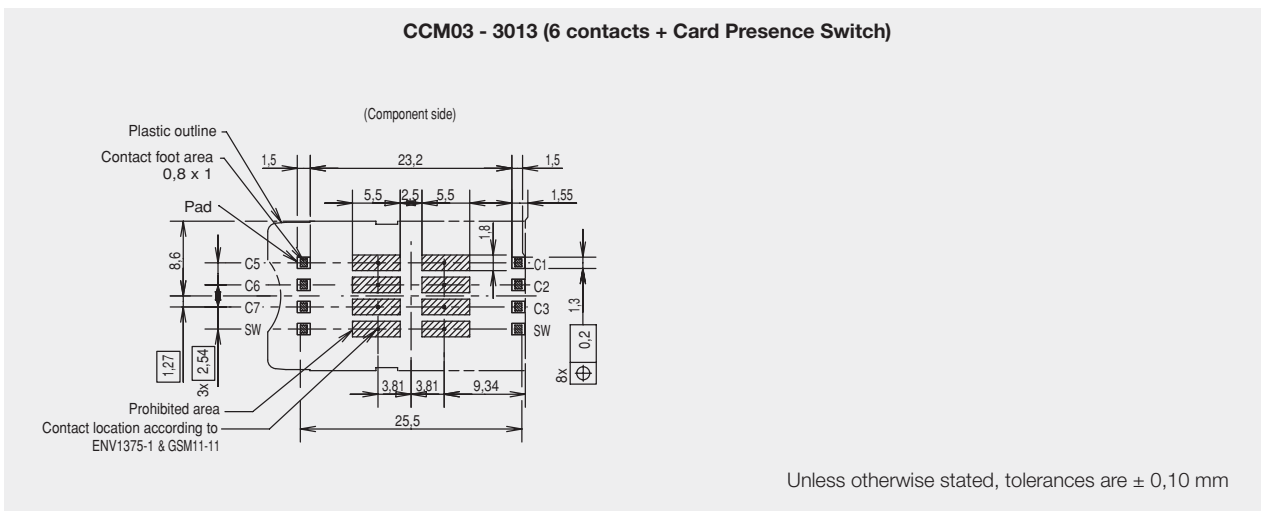 CCM03 - 3013 (6 contacts + Card Presence Switch)
(Component side)
Plastic outline
Contact foot area
0,8 x 1
Pad
1,5
23,2
1,5
5,5
2,5
5,5
1,55
1,8
8,6
C5
C1
C6
C2
C7
C3
SW
SW
1,3
0,2
8x
1,27
2,54
3x
3,81
3,81
9,34
Prohibited area
Contact location according to
ENV1375-1 & GSM11-11
25,5
Unless otherwise stated, tolerances are ± 0,10 mm